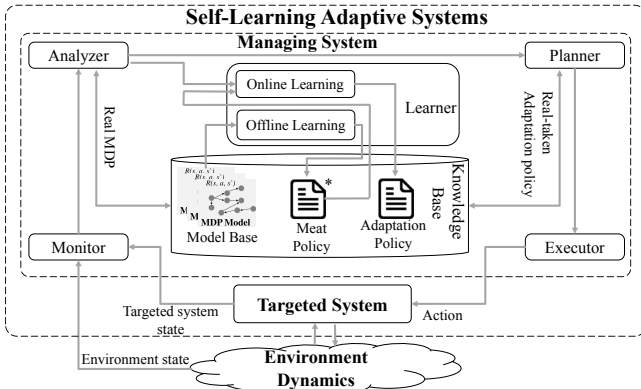 Self-Learning Adaptive Systems
Managing System
Analyzer
Planner
Online Learning
Learner
Offline Learning
Real MDP
Real-taken
Adaptation policy
R(s, a, s')
R(s, a, s')
R(s, a, s')
M
M
MDP Model
Model Base
*
Meat
Policy
Adaptation
Policy
Knowledge
Base
Monitor
Executor
Targeted System
Targeted system
state
Action
Environment state
Environment
Dynamics